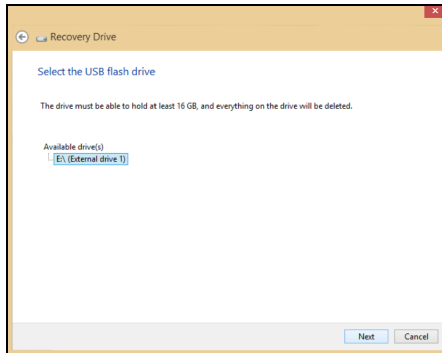 Recovery Drive
Select the USB flash drive
The drive must be able to hold at least 16 GB, and everything on the drive will be deleted.
Available drive(s)
E:\ (External drive 1)
Next Cancel